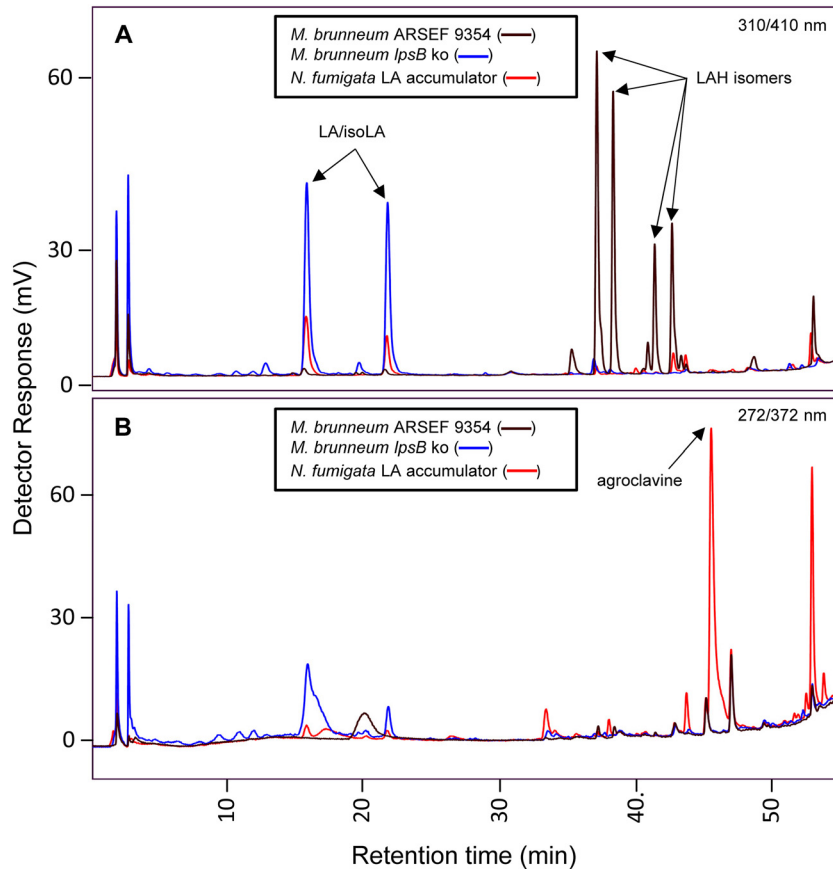 A
M. brunneum ARSEF 9354 (—)
M. brunneum lpsB ko (—)
N. fumigata LA accumulator (—)
310/410 nm
LAH isomers
LA/isoLA
60
30
0
B
M. brunneum ARSEF 9354 (—)
M. brunneum lpsB ko (—)
N. fumigata LA accumulator (—)
272/372 nm
agroclavine
60
30
0
Detector Response (mV)
10
20
30
40.
50
Retention time (min)